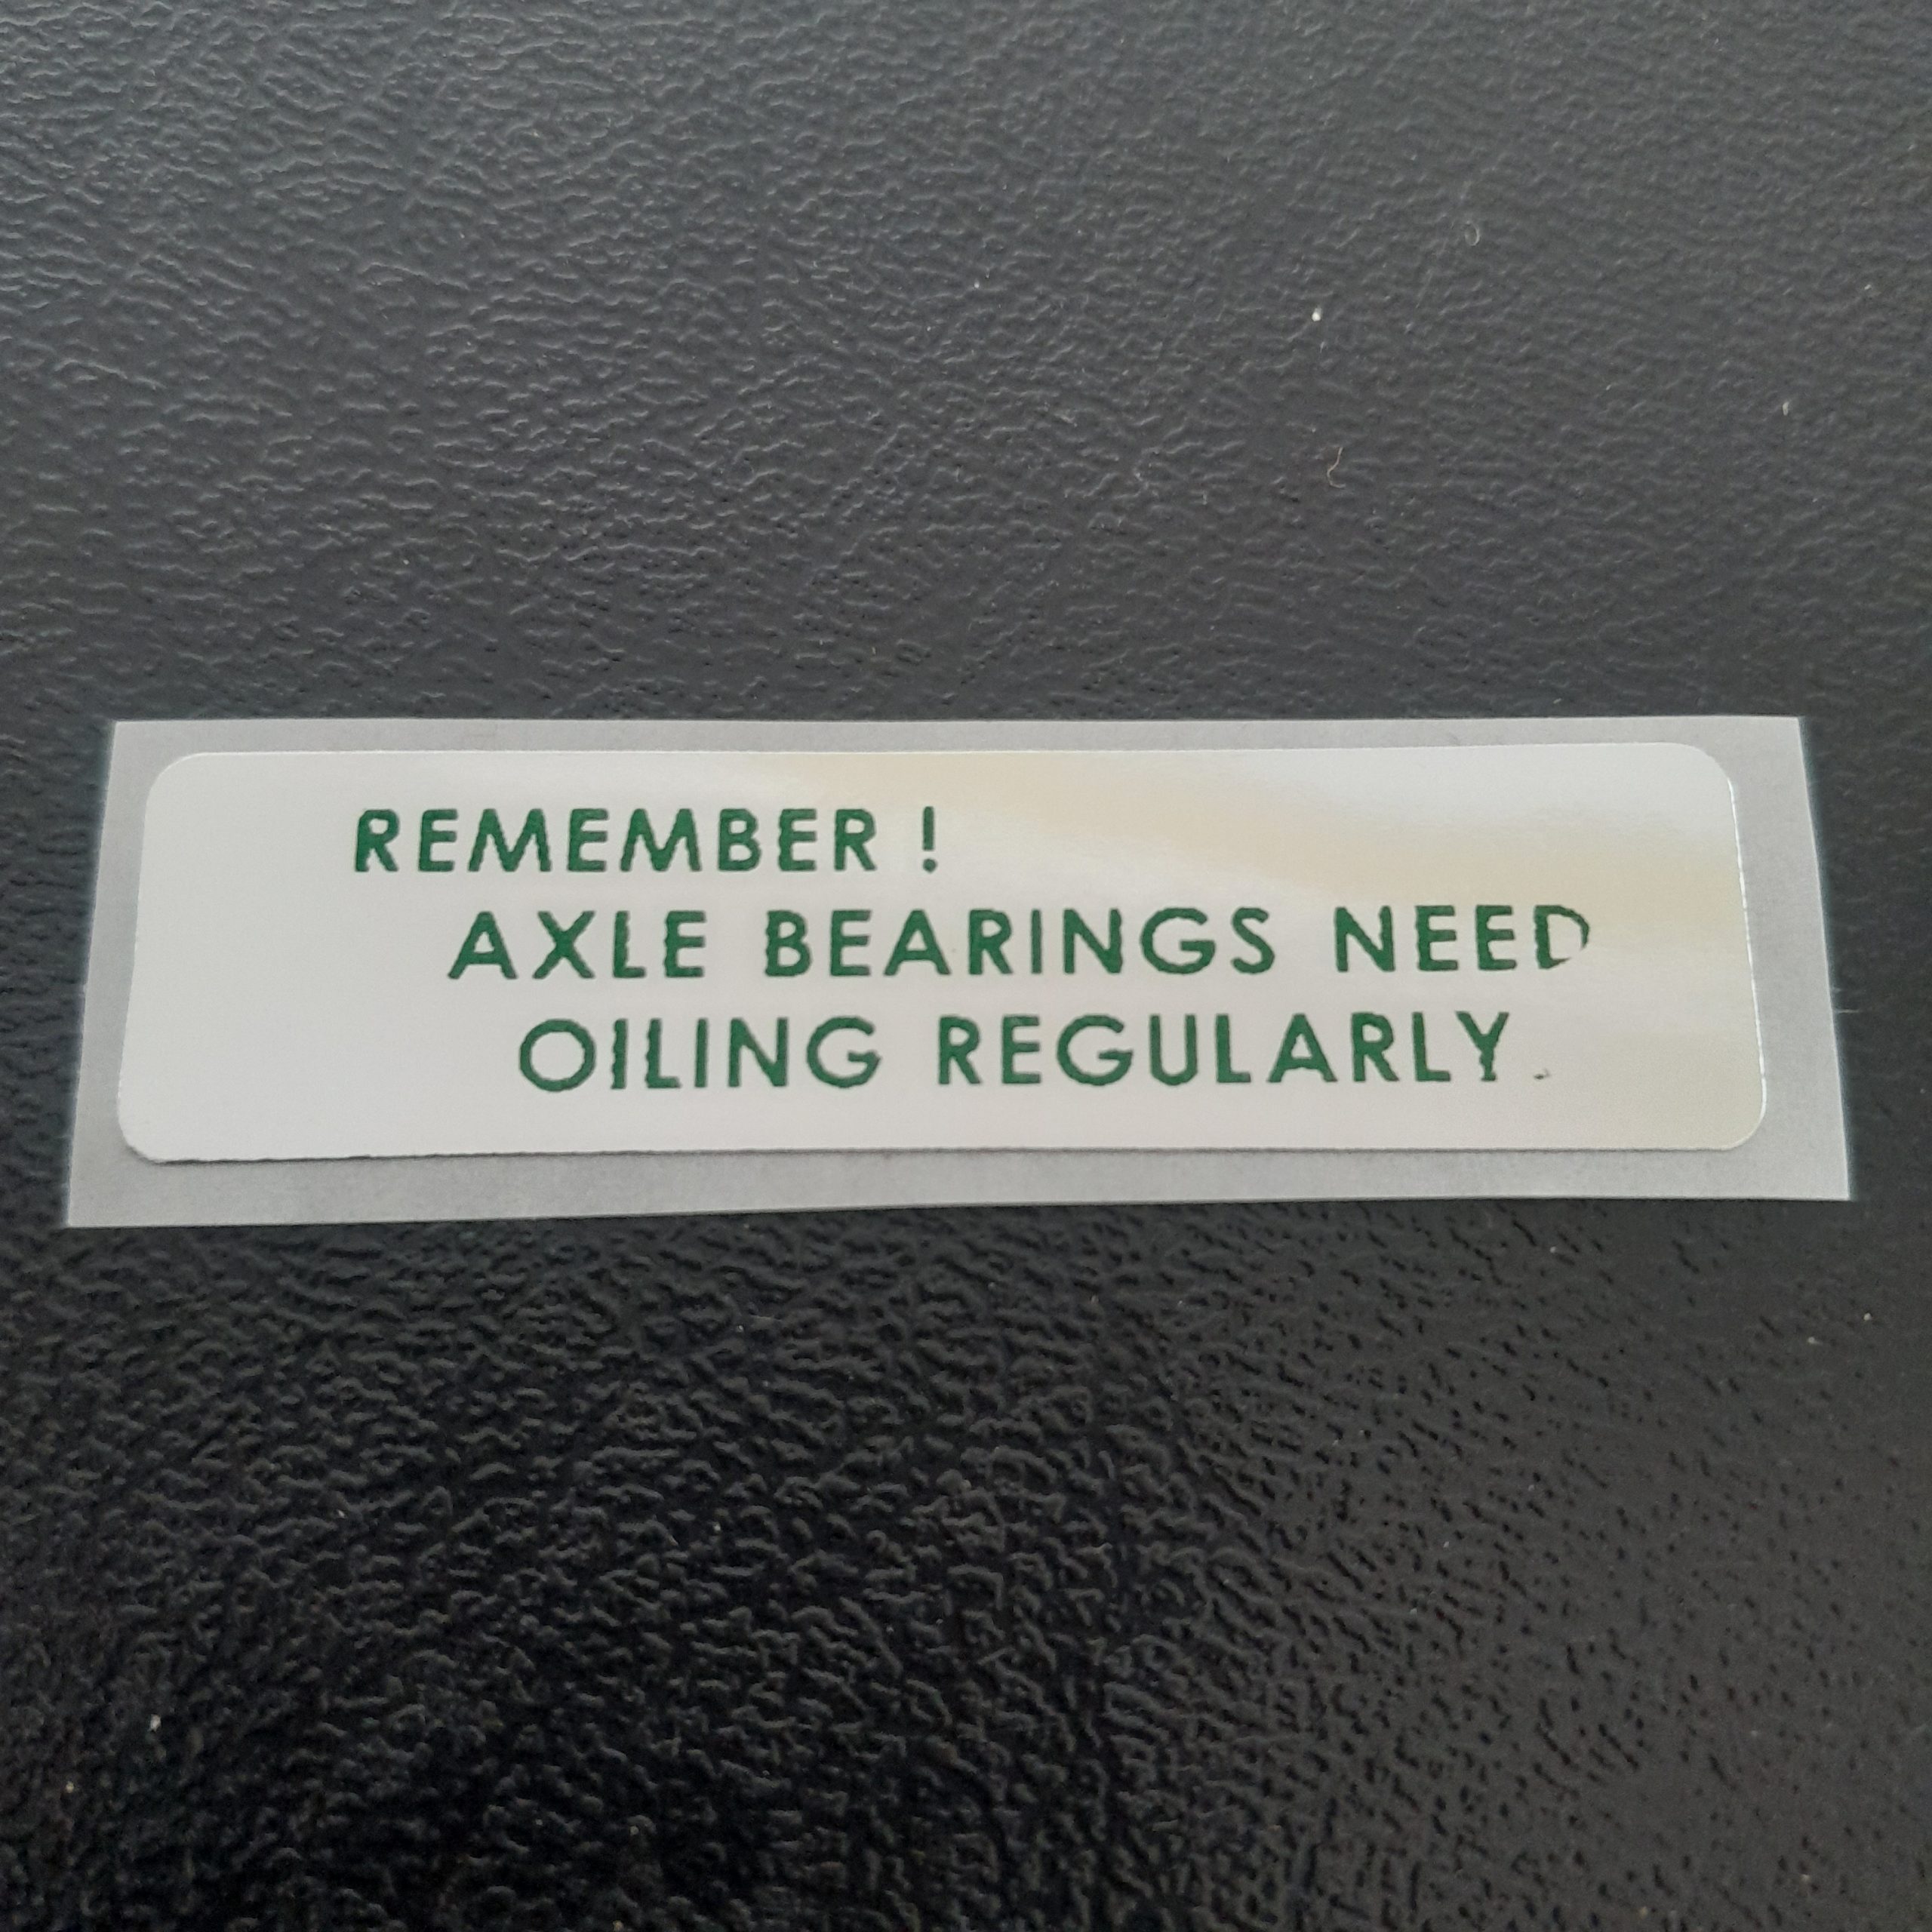 REMEMBER !
AXLE BEARINGS NEED
OILING REGULARLY.